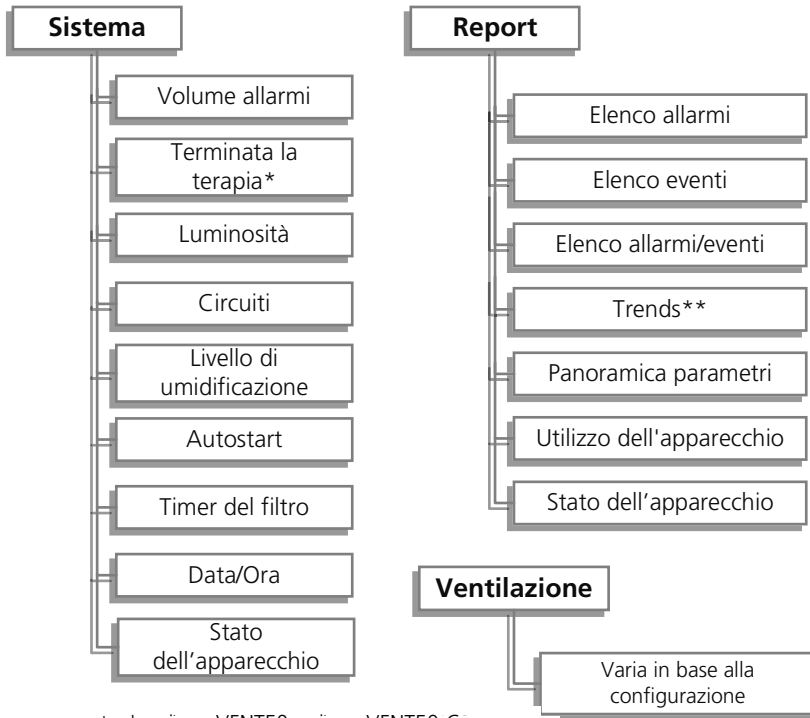 Sistema
Volume allarmi
Terminata la
terapia*
Luminosità
Circuiti
Livello di
umidificazione
Autostart
Timer del filtro
Data/Ora
Stato
dell’apparecchio
Report
Elenco allarmi
Elenco eventi
Elenco allarmi/eventi
Trends**
Panoramica parametri
Utilizzo dell'apparecchio
Stato dell’apparecchio
Ventilazione
Varia in base alla
configurazione